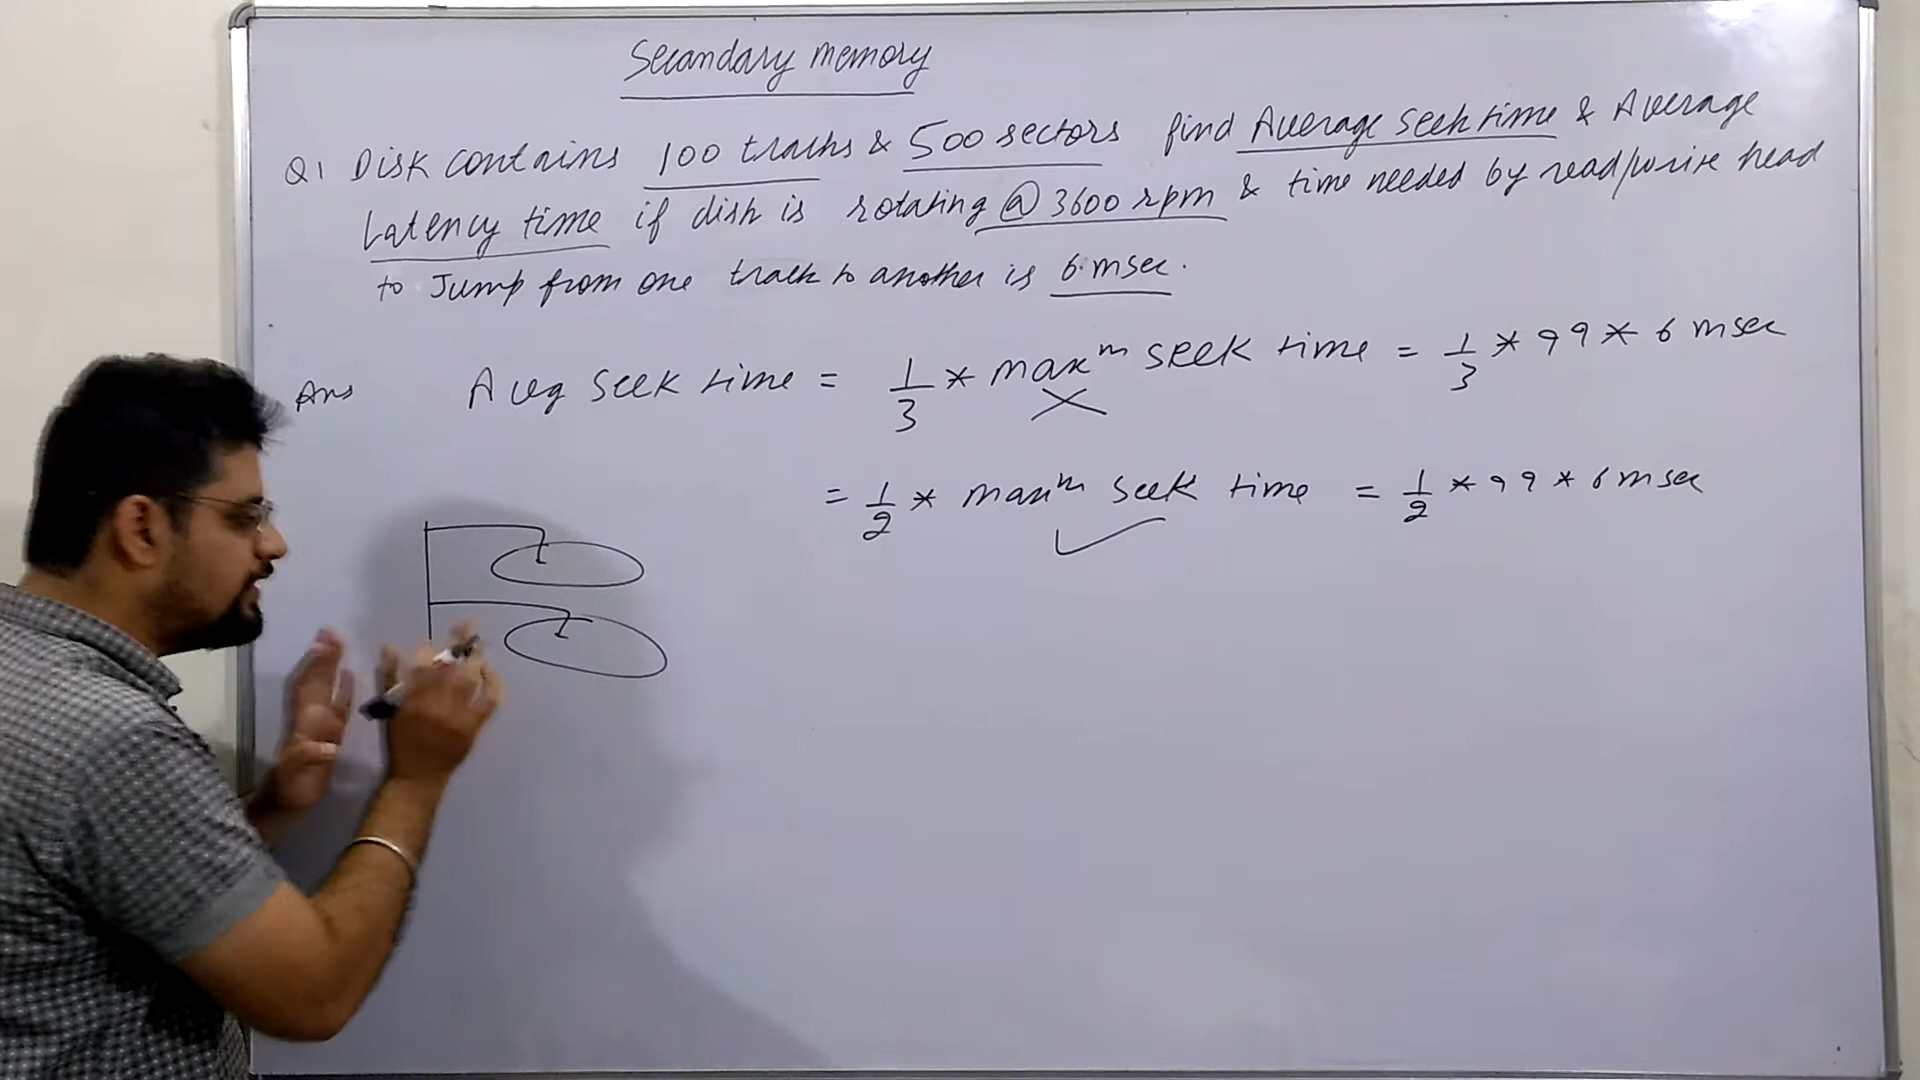 Secondary memory
Q1 Disk contains 100 tracks & 500 sectors find Average seek time & Average
Latency time if disk is rotating @ 3600 rpm & time needed by read/write head
to Jump from one track to another is 6 msec.
Ans Avg seek time = 1/3 * maxᵐ seek time = 1/3 * 99 * 6 msec
= 1/2 * maxᵐ seek time = 1/2 * 99 * 6 msec